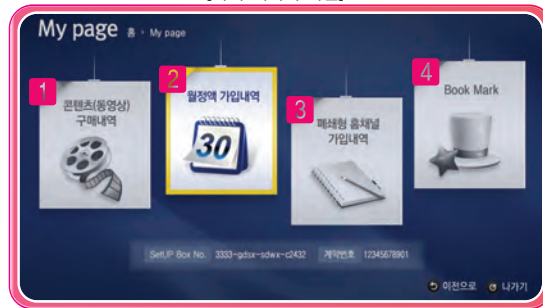 My page 홈 › My page
1
콘텐츠(동영상)
구매내역
2
월정액 가입내역
30
3
폐쇄형 홈채널
가입내역
4
Book Mark
SetUP Box No. 3333-gdsx-sdwx-c2432 계약번호 12345678901
이전으로 나가기